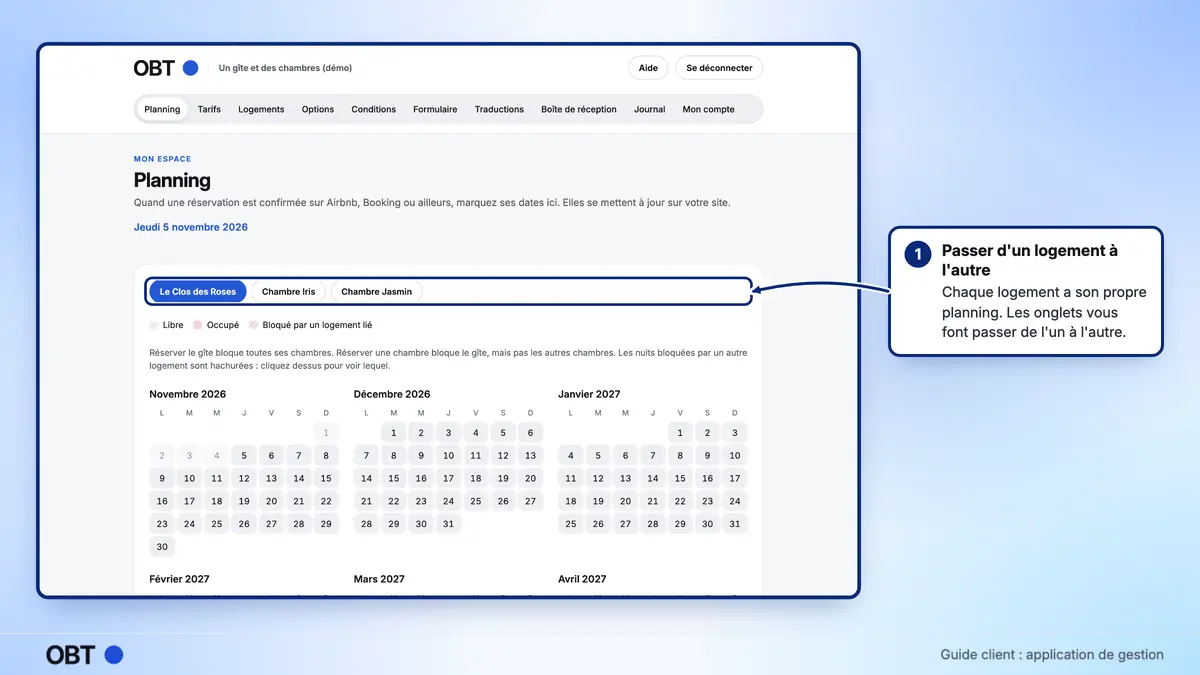 OBT
Un gîte et des chambres (démo)
Aide
Se déconnecter
Planning
Tarifs
Logements
Options
Conditions
Formulaire
Traductions
Boîte de réception
Journal
Mon compte
MON ESPACE
Planning
Quand une réservation est confirmée sur Airbnb, Booking ou ailleurs, marquez ses dates ici. Elles se mettent à jour sur votre site.
Jeudi 5 novembre 2026
Le Clos des Roses
Chambre Iris
Chambre Jasmin
Libre
Occupé
Bloqué par un logement lié
Réserver le gîte bloque toutes ses chambres. Réserver une chambre bloque le gîte, mais pas les autres chambres. Les nuits bloquées par un autre
logement sont hachurées : cliquez dessus pour voir lequel.
Novembre 2026
L M M J V S D
1
2 3 4 5 6 7 8
9 10 11 12 13 14 15
16 17 18 19 20 21 22
23 24 25 26 27 28 29
30
Décembre 2026
L M M J V S D
1 2 3 4 5 6
7 8 9 10 11 12 13
14 15 16 17 18 19 20
21 22 23 24 25 26 27
28 29 30 31
Janvier 2027
L M M J V S D
1 2 3
4 5 6 7 8 9 10
11 12 13 14 15 16 17
18 19 20 21 22 23 24
25 26 27 28 29 30 31
Février 2027
Mars 2027
Avril 2027
1
Passer d'un logement à
l'autre
Chaque logement a son propre
planning. Les onglets vous
font passer de l'un à l'autre.
OBT
Guide client : application de gestion